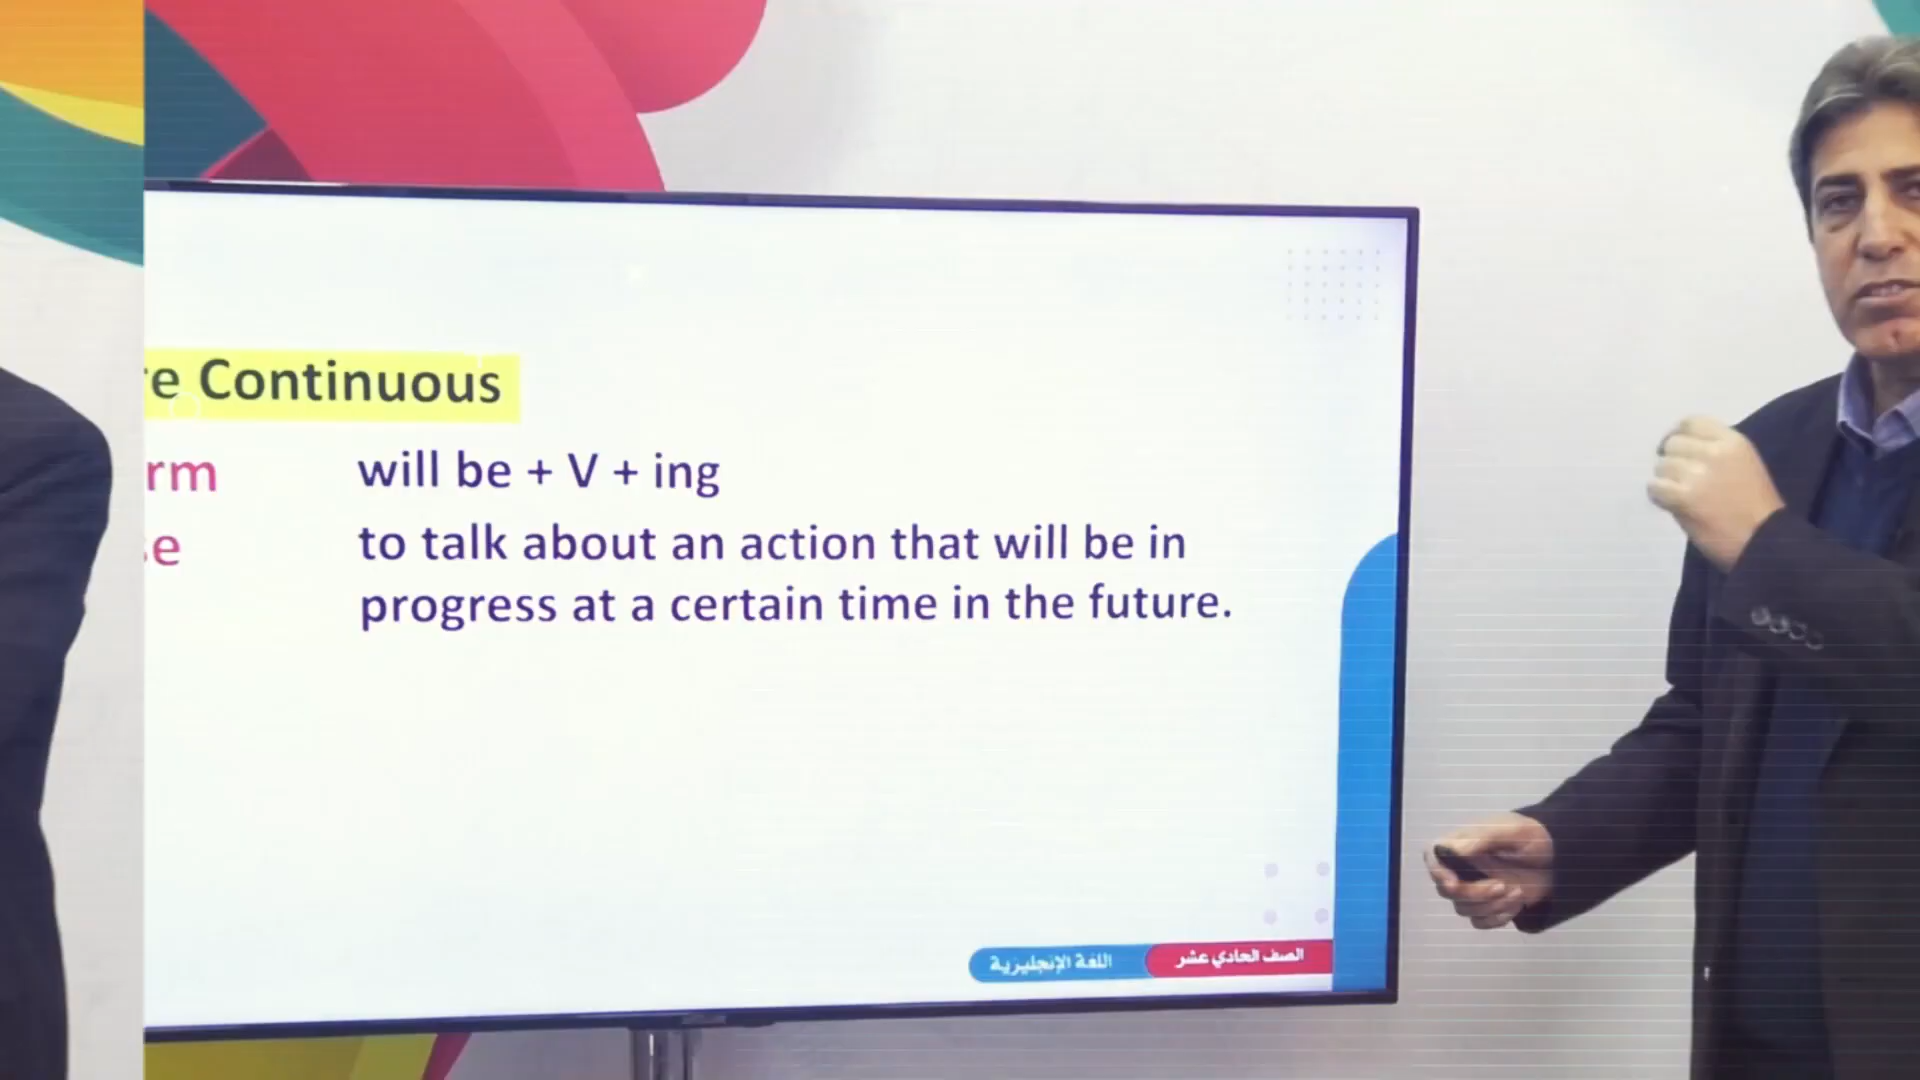 re Continuous
rm will be + V + ing
se to talk about an action that will be in
progress at a certain time in the future.
اللغة الإنجليزية
الصف الحادي عشر